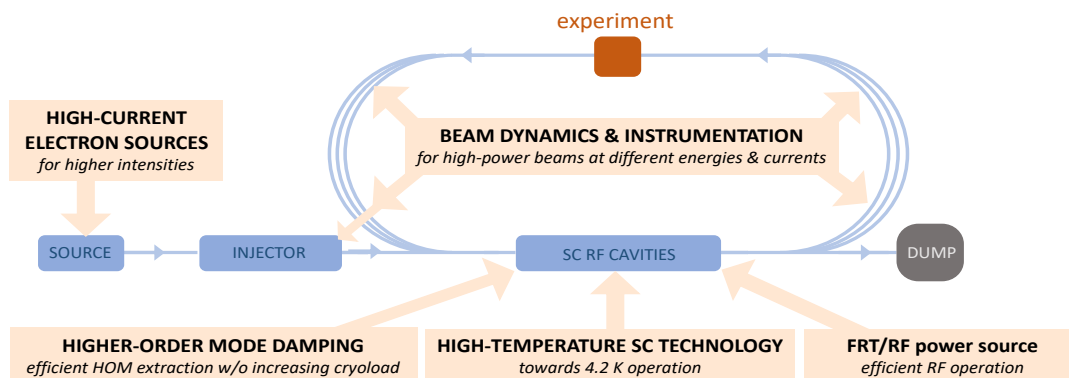 experiment
HIGH-CURRENT
ELECTRON SOURCES
for higher intensities
BEAM DYNAMICS & INSTRUMENTATION
for high-power beams at different energies & currents
SOURCE
INJECTOR
SC RF CAVITIES
DUMP
HIGHER-ORDER MODE DAMPING
efficient HOM extraction w/o increasing cryoload
HIGH-TEMPERATURE SC TECHNOLOGY
towards 4.2 K operation
FRT/RF power source
efficient RF operation